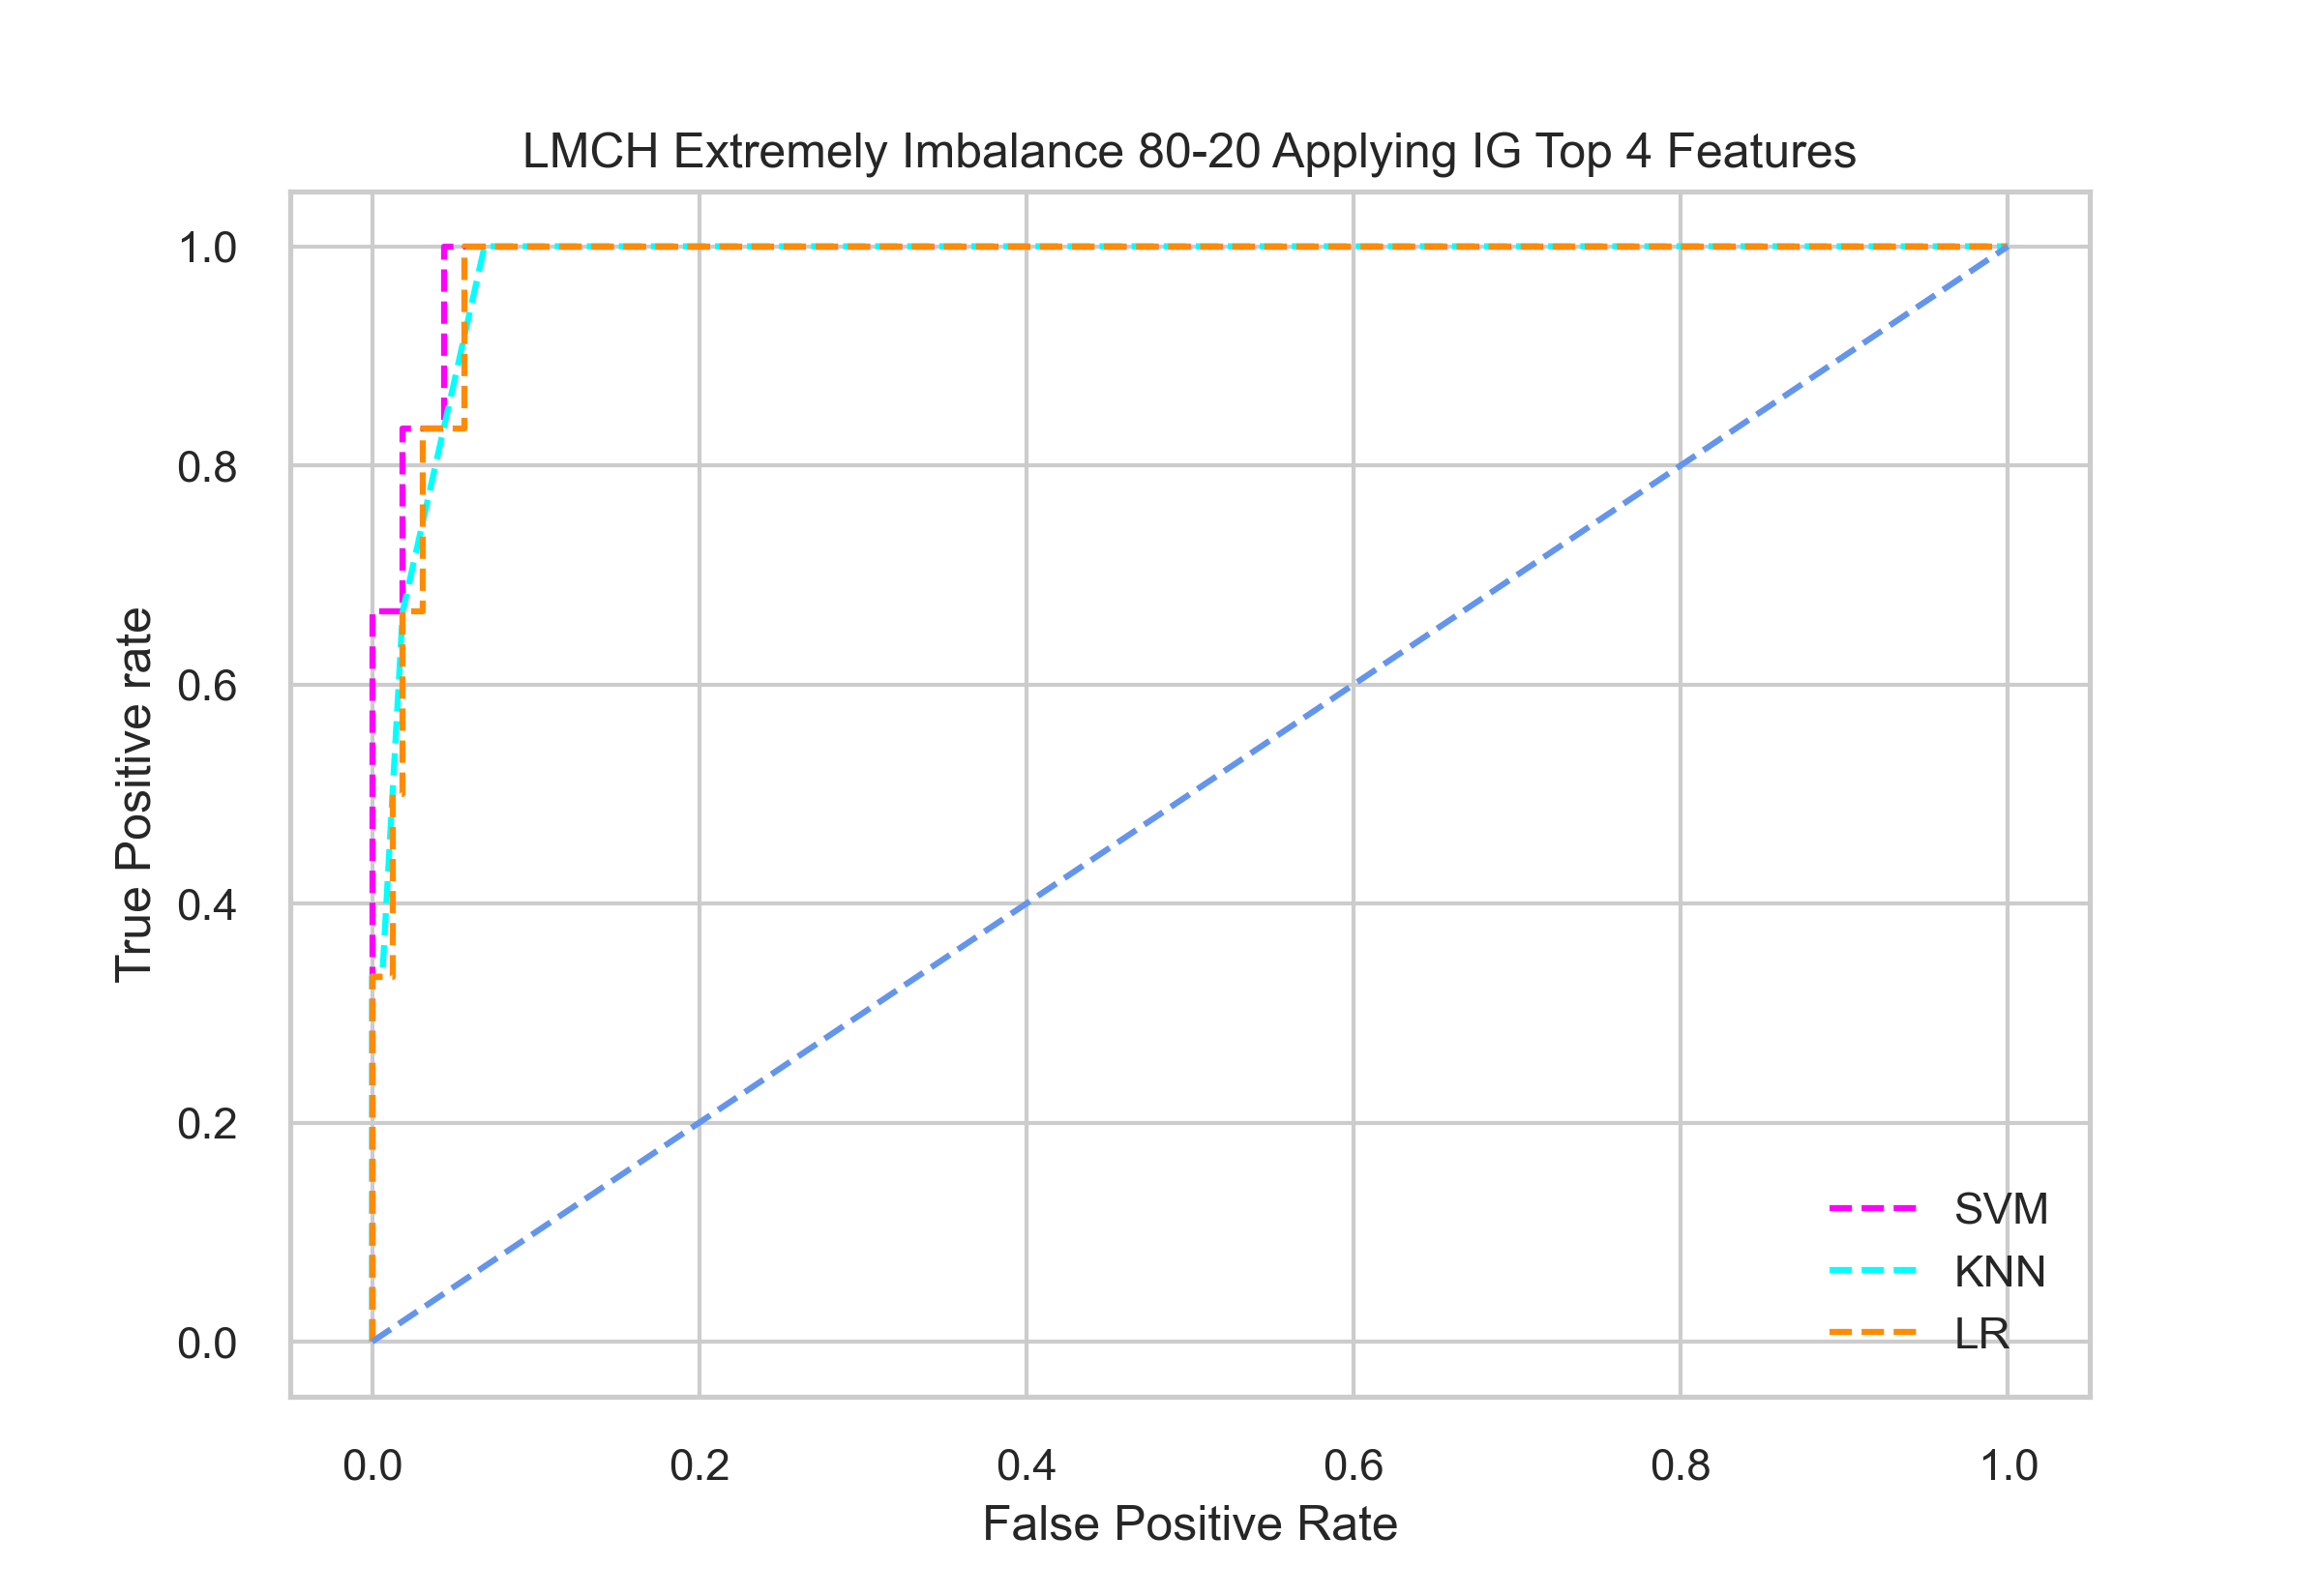 LMCH Extremely Imbalance 80-20 Applying IG Top 4 Features
1.0
0.8
0.6
0.4
0.2
0.0
True Positive rate
SVM
KNN
LR
0.0 0.2 0.4 0.6 0.8 1.0
False Positive Rate